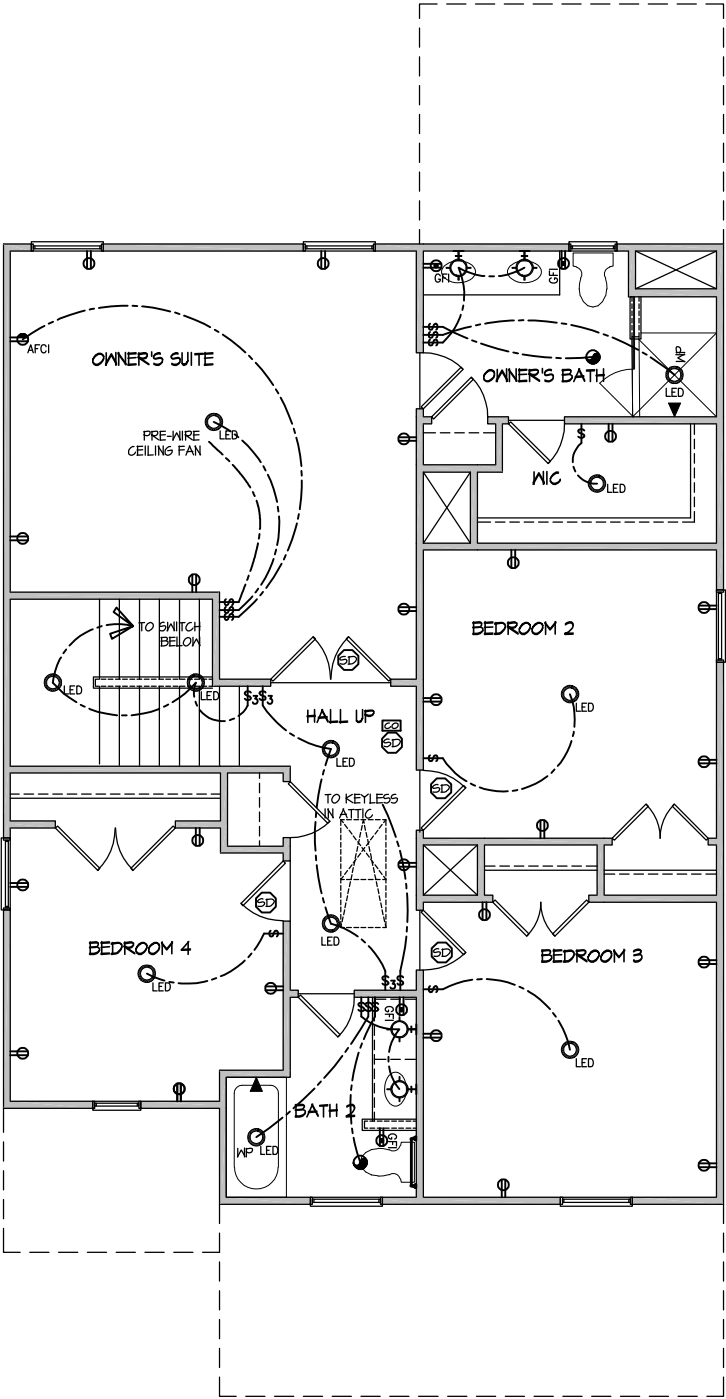 GFI
GFI
AFCI
OWNER'S SUITE
WP
OWNER'S BATH
LED
LED
PRE-WIRE
CEILING FAN
$
WIC
LED
$$$
$$$
TO SWITCH
BELOW
BEDROOM 2
SD
LED
LED
$3$3
LED
HALL UP
S
SD
LED
$
SD
TO KEYLESS
IN ATTIC
SD
LED
$
BEDROOM 4
SD
BEDROOM 3
LED
$3$
$
$$$
GFI
LED
BATH 2
GFI
WP LED